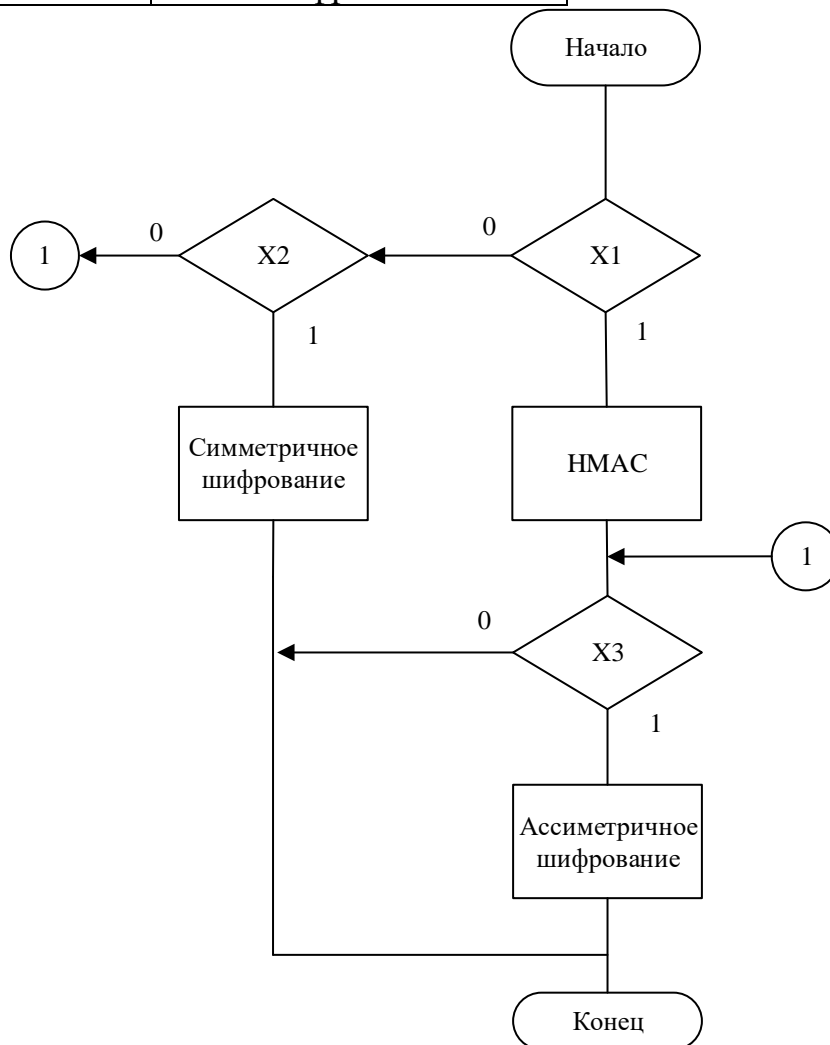 Начало
0
0
1
X2
X1
1
1
Симметричное
шифрование
HMAC
1
0
X3
1
Ассиметричное
шифрование
Конец